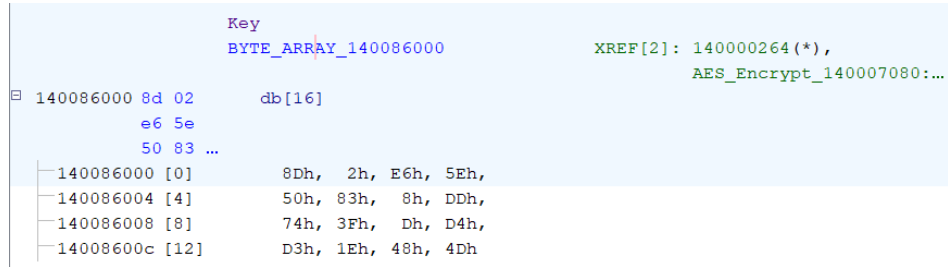 Key
BYTE_ARRAY_140086000 XREF[2]: 140000264(*),
AES_Encrypt_140007080:…
140086000 8d 02 db[16]
e6 5e
50 83 …
140086000 [0] 8Dh, 2h, E6h, 5Eh,
140086004 [4] 50h, 83h, 8h, DDh,
140086008 [8] 74h, 3Fh, Dh, D4h,
14008600c [12] D3h, 1Eh, 48h, 4Dh